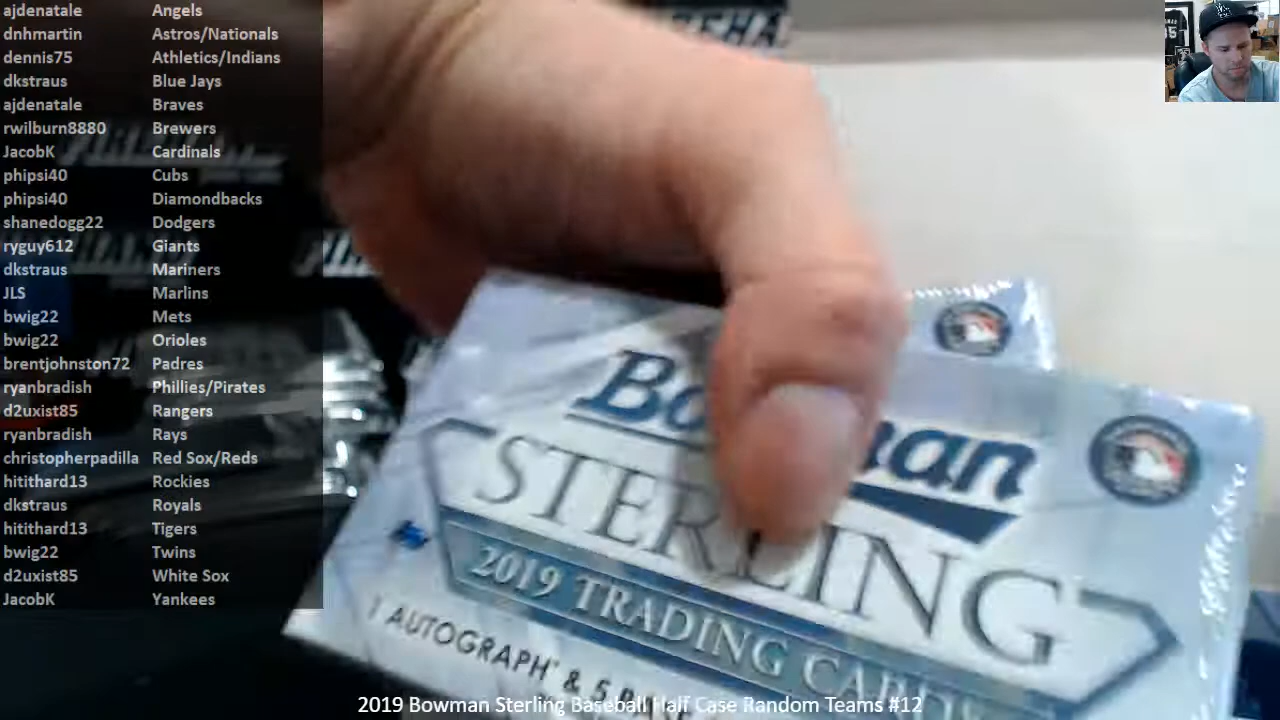 ajdenatale Angels
dnhmartin Astros/Nationals
dennis75 Athletics/Indians
dkstraus Blue Jays
ajdenatale Braves
rwilburn8880 Brewers
JacobK Cardinals
phipsi40 Cubs
phipsi40 Diamondbacks
shanedogg22 Dodgers
ryguy612 Giants
dkstraus Mariners
JLS Marlins
bwig22 Mets
bwig22 Orioles
brentjohnston72 Padres
ryanbradish Phillies/Pirates
d2uxist85 Rangers
ryanbradish Rays
christopherpadilla Red Sox/Reds
hitithard13 Rockies
dkstraus Royals
hitithard13 Tigers
bwig22 Twins
d2uxist85 White Sox
JacobK Yankees
STERLING
2019 TRADING CARDS
1 AUTOGRAPH & 5
2019 Bowman Sterling Baseball Half Case Random Teams #12